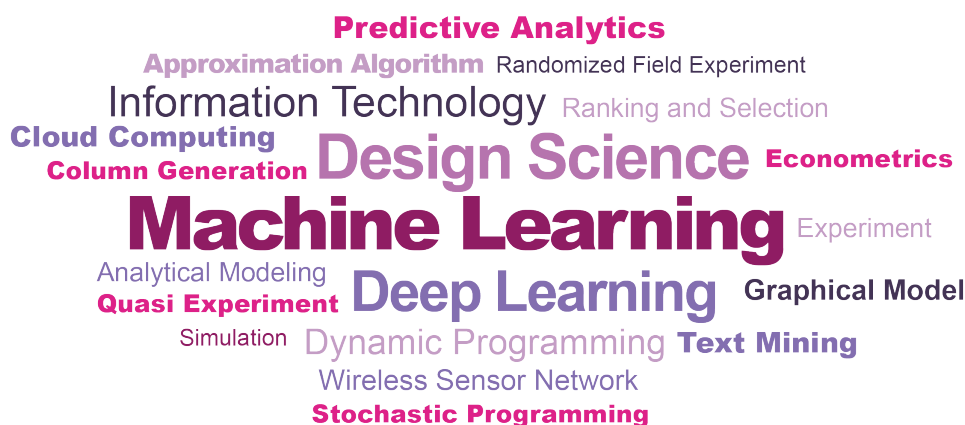 Predictive Analytics
Approximation Algorithm Randomized Field Experiment
Information Technology Ranking and Selection
Cloud Computing
Design Science Econometrics
Column Generation
Machine Learning Experiment
Analytical Modeling
Deep Learning Graphical Model
Quasi Experiment
Simulation Dynamic Programming Text Mining
Wireless Sensor Network
Stochastic Programming